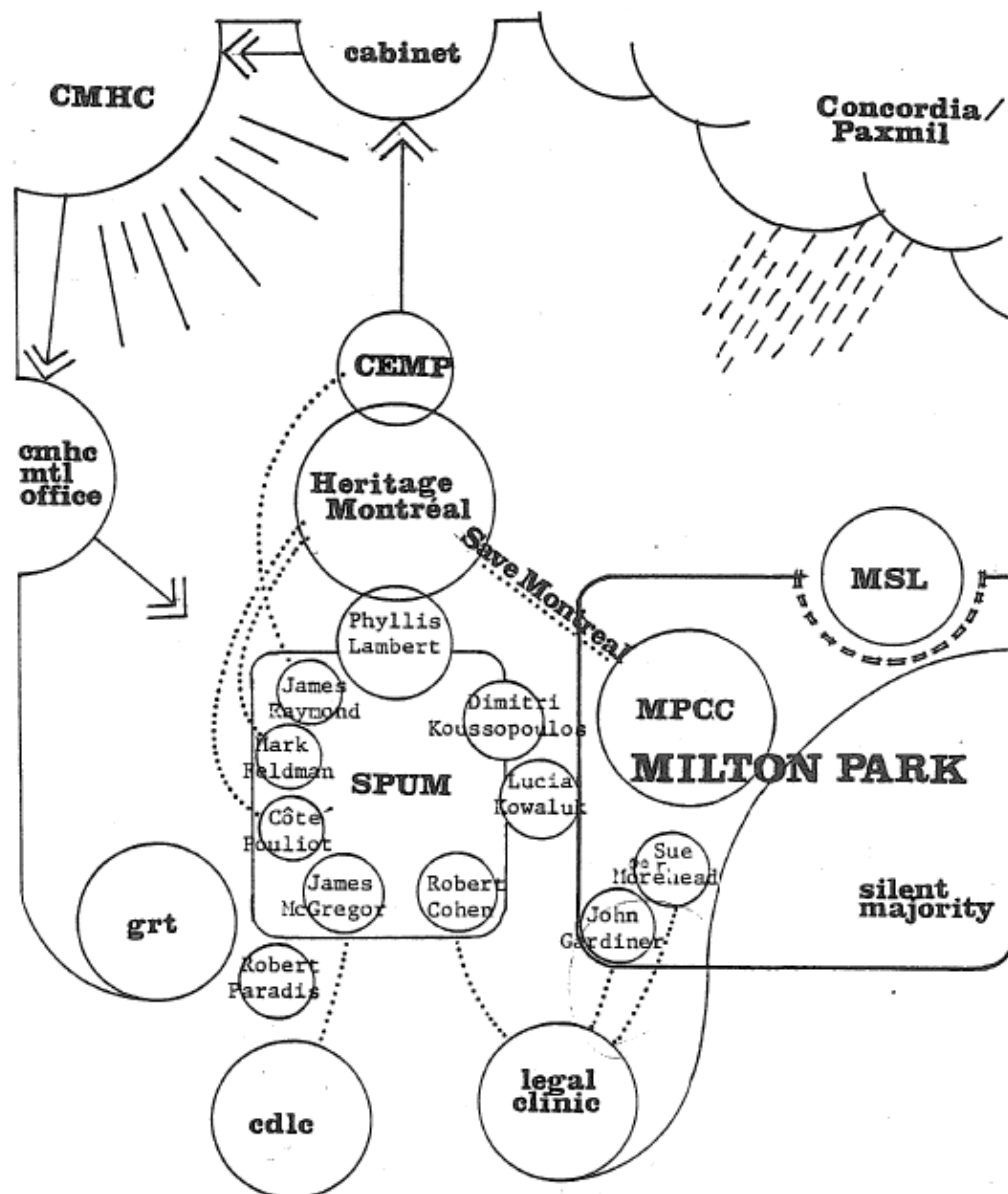 cabinet
CMHC
Concordia/
Paxmil
CEMP
cmhc
mtl
office
Heritage
Montréal
Save Montreal
MSL
Phyllis
Lambert
James
Raymond
Dimitri
Koussopoulos
Mark
Feldman
SPUM
MPCC
MILTON PARK
Lucia
Kowaluk
Côté
Pouliot
James
McGregor
Robert
Cohen
Sue
Morehead
silent
majority
John
Gardiner
grt
Robert
Paradis
legal
clinic
cdlc